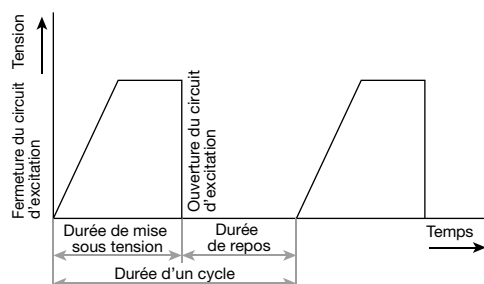 Tension
Fermeture du circuit
d'excitation
Ouverture du circuit
d'excitation
Durée de mise
sous tension
Durée
de repos
Temps
Durée d'un cycle